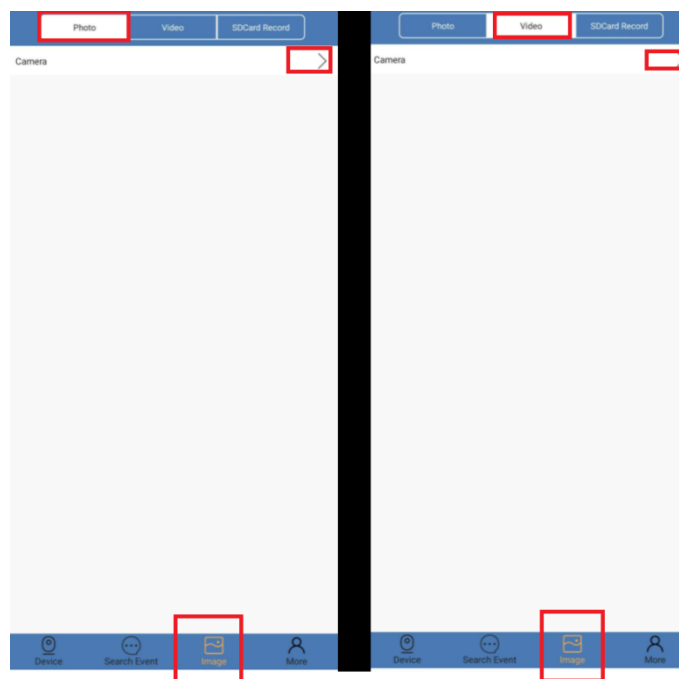 Photo Video SDCard Record
Camera
Device Search Event Image More
Photo Video SDCard Record
Camera
Device Search Event Image More